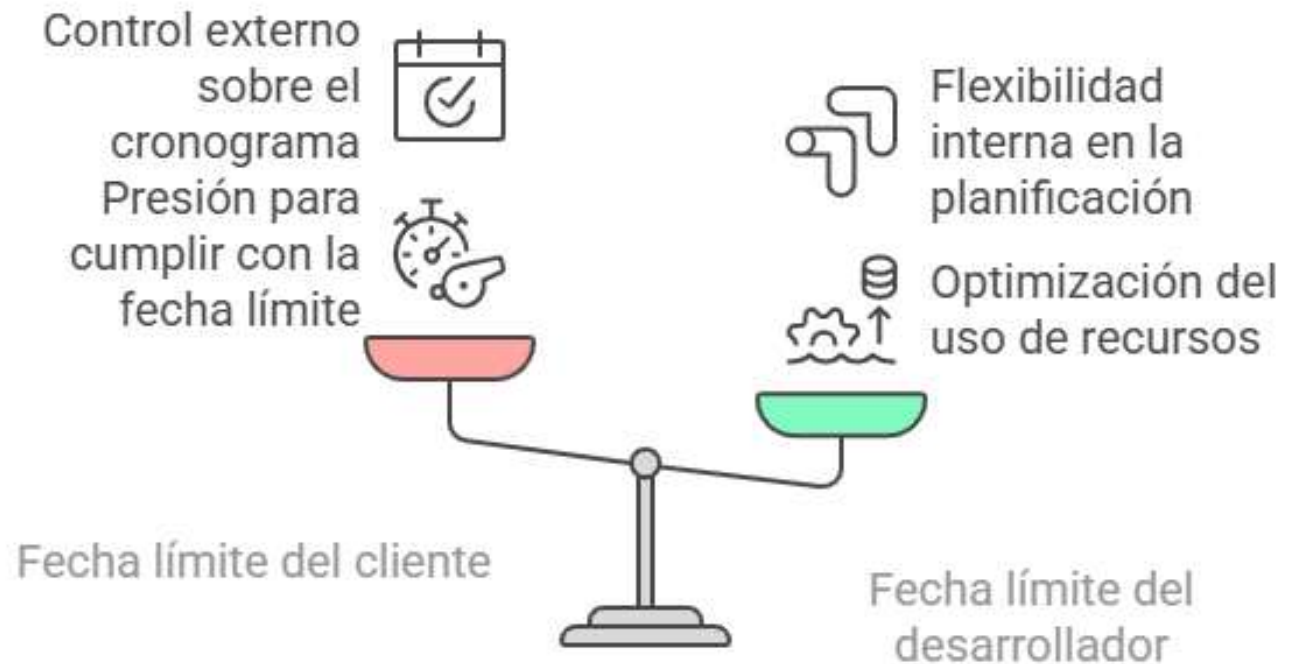 Control externo
sobre el
cronograma
Presión para
cumplir con la
fecha límite
Flexibilidad
interna en la
planificación
Optimización del
uso de recursos
Fecha límite del cliente
Fecha límite del
desarrollador